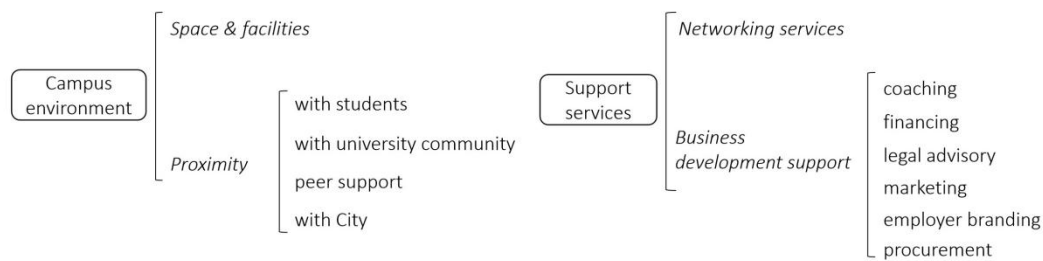 Campus
environment
Space & facilities
Proximity
with students
with university community
peer support
with City
Support
services
Networking services
Business
development support
coaching
financing
legal advisory
marketing
employer branding
procurement